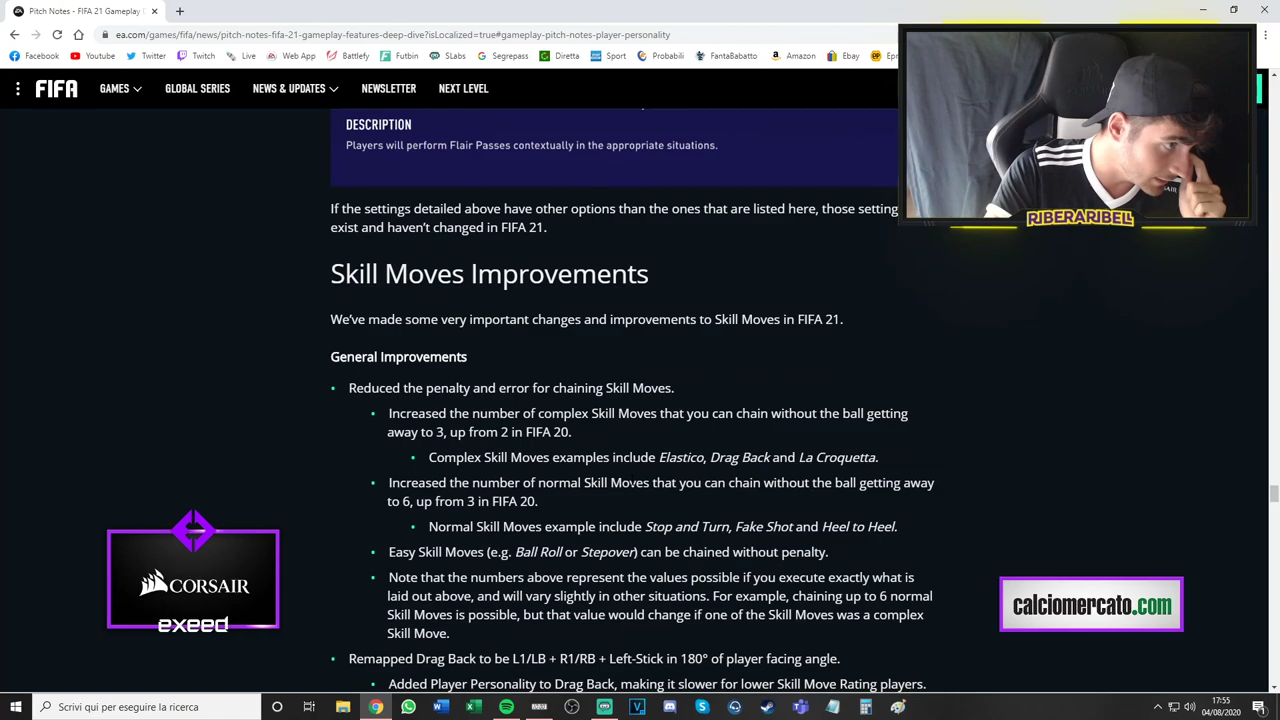 Pitch Notes - FIFA 21 Gameplay D
ea.com/games/fifa/news/pitch-notes-fifa-21-gameplay-features-deep-dive?isLocalized=true#gameplay-pitch-notes-player-personality
Facebook Youtube Twitter Twitch Live Web App Battlefy Futbin SLabs Segrepass Diretta Sport Probabili FantaBabatto Amazon Ebay
FIFA GAMES GLOBAL SERIES NEWS & UPDATES NEWSLETTER NEXT LEVEL
DESCRIPTION
Players will perform Flair Passes contextually in the appropriate situations.
If the settings detailed above have other options than the ones that are listed here, those setting
exist and haven't changed in FIFA 21.
RIBERARIBELL
Skill Moves Improvements
We've made some very important changes and improvements to Skill Moves in FIFA 21.
General Improvements
• Reduced the penalty and error for chaining Skill Moves.
• Increased the number of complex Skill Moves that you can chain without the ball getting
away to 3, up from 2 in FIFA 20.
• Complex Skill Moves examples include Elastico, Drag Back and La Croquetta.
• Increased the number of normal Skill Moves that you can chain without the ball getting away
to 6, up from 3 in FIFA 20.
• Normal Skill Moves example include Stop and Turn, Fake Shot and Heel to Heel.
• Easy Skill Moves (e.g. Ball Roll or Stepover) can be chained without penalty.
• Note that the numbers above represent the values possible if you execute exactly what is
laid out above, and will vary slightly in other situations. For example, chaining up to 6 normal
Skill Moves is possible, but that value would change if one of the Skill Moves was a complex
Skill Move.
• Remapped Drag Back to be L1/LB + R1/RB + Left-Stick in 180° of player facing angle.
• Added Player Personality to Drag Back, making it slower for lower Skill Move Rating players.
CORSAIR
exeed
calciomercato.com
Scrivi qui per eseguire la ricerca
17:55
04/08/2020